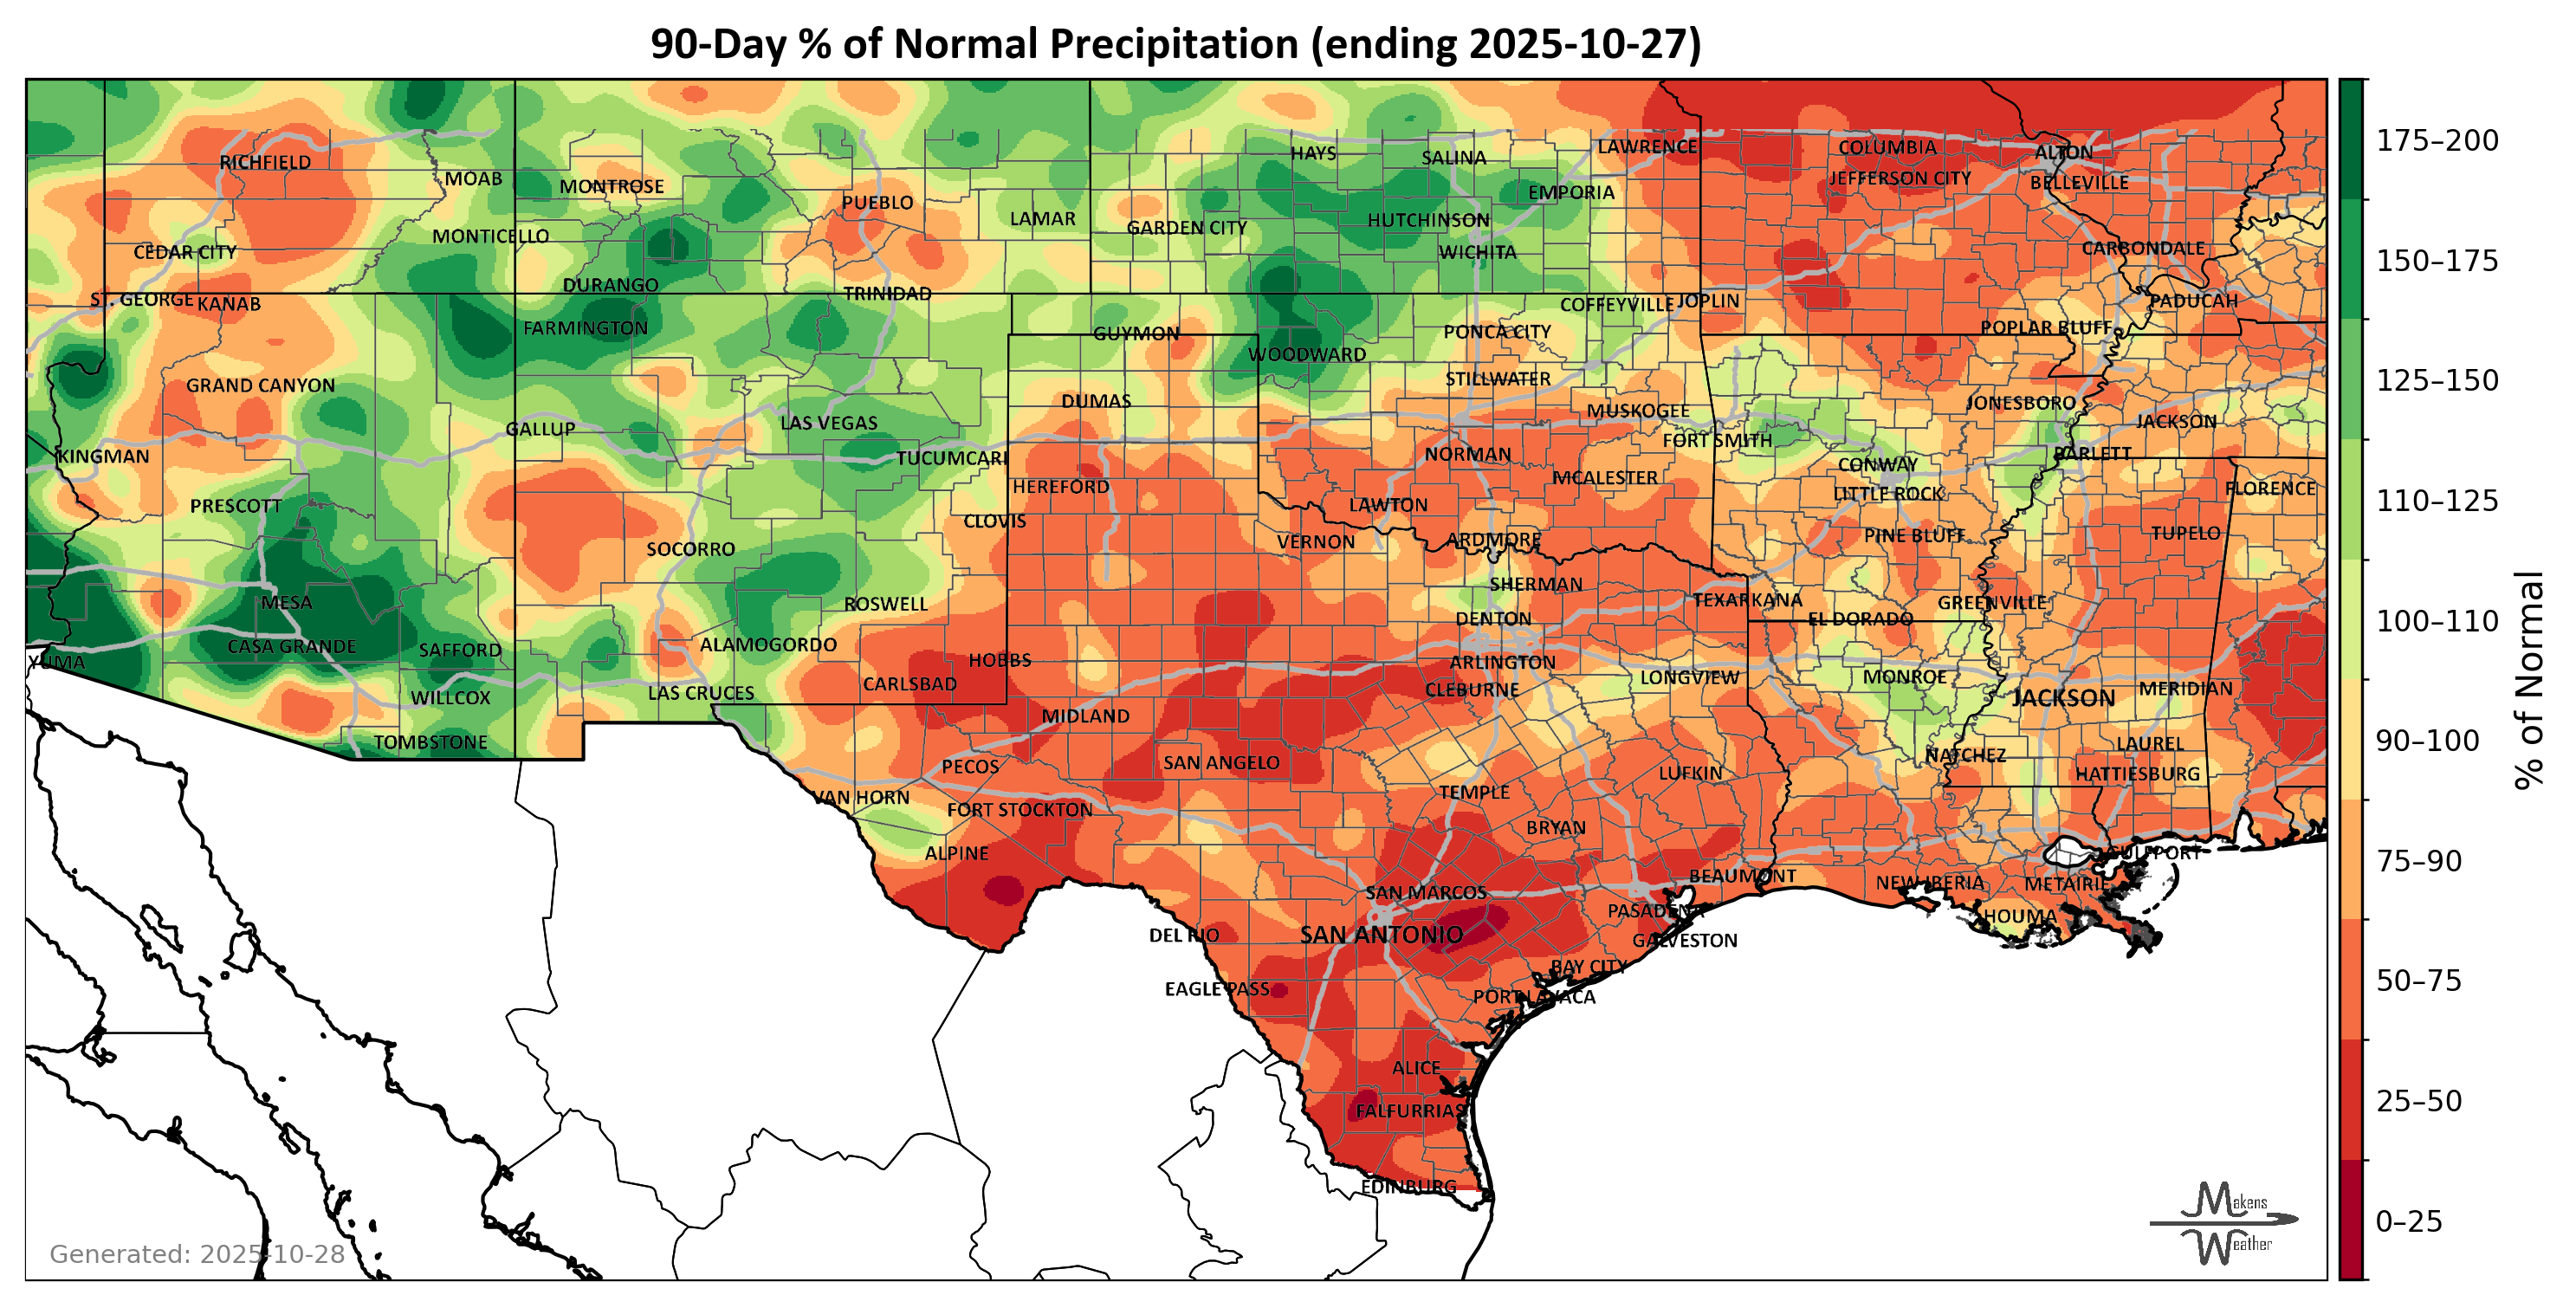 90-Day % of Normal Precipitation (ending 2025-10-27)
RICHFIELD
MOAB
MONTROSE
PUEBLO
LAMAR
HAYS
SALINA
LAWRENCE
COLUMBIA
ALTON
JEFFERSON CITY
BELLEVILLE
EMPORIA
GARDEN CITY
HUTCHINSON
WICHITA
CEDAR CITY
MONTICELLO
DURANGO
TRINIDAD
CARBONDALE
ST. GEORGE
KANAB
FARMINGTON
GUYMON
COFFEYVILLE
JOPLIN
PADUCAH
PONCA CITY
POPLAR BLUFF
WOODWARD
STILLWATER
GRAND CANYON
DUMAS
MUSKOGEE
JONESBORO
JACKSON
GALLUP
LAS VEGAS
FORT SMITH
KINGMAN
TUCUMCARI
NORMAN
BARLETT
CONWAY
MCALESTER
HEREFORD
LITTLE ROCK
FLORENCE
PRESCOTT
CLOVIS
LAWTON
SOCORRO
VERNON
ARDMORE
PINE BLUFF
TUPELO
SHERMAN
MESA
ROSWELL
TEXARKANA
GREENVILLE
DENTON
EL DORADO
CASA GRANDE
SAFFORD
ALAMOGORDO
YUMA
HOBBS
ARLINGTON
CARLSBAD
CLEBURNE
LONGVIEW
MONROE
WILLCOX
LAS CRUCES
JACKSON
MERIDIAN
MIDLAND
TOMBSTONE
LAUREL
NATCHEZ
PECOS
SAN ANGELO
LUFKIN
HATTIESBURG
VAN HORN
FORT STOCKTON
TEMPLE
BRYAN
ALPINE
GULFPORT
BEAUMONT
NEW IBERIA
METAIRIE
SAN MARCOS
PASADENA
HOUMA
DEL RIO
SAN ANTONIO
GALVESTON
BAY CITY
EAGLE PASS
PORT LAVACA
ALICE
FALFURRIAS
EDINBURG
175–200
150–175
125–150
110–125
100–110
90–100
75–90
50–75
25–50
0–25
% of Normal
Makens
Weather
Generated: 2025-10-28